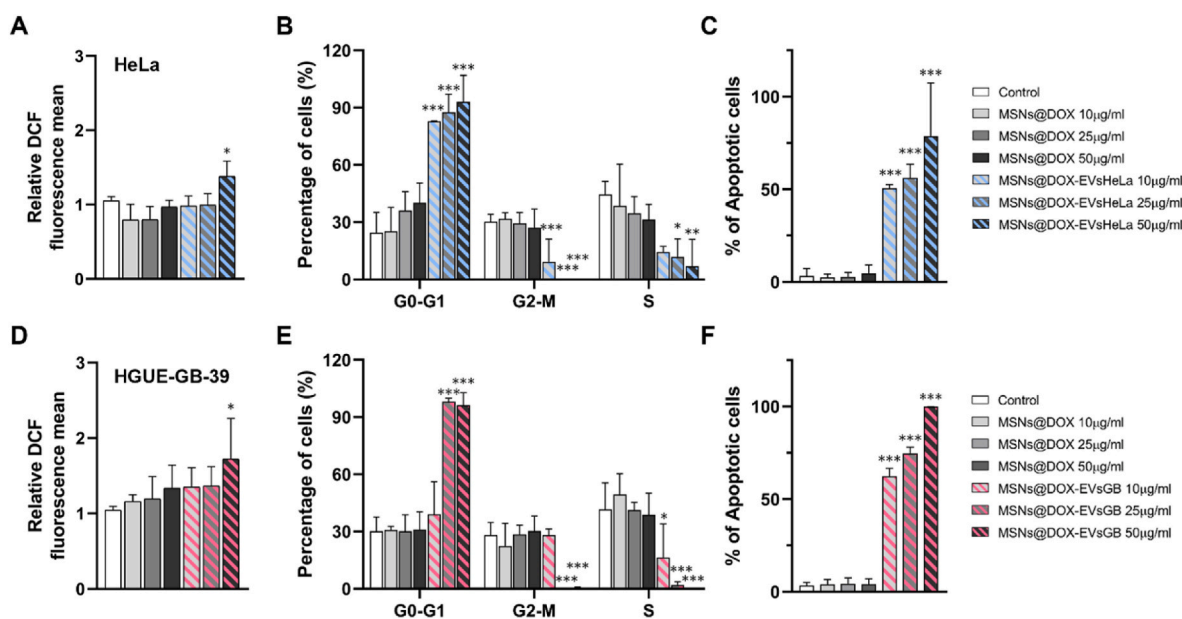 A
HeLa
Relative DCF
fluorescence mean
3
2
1
0
*
B
Percentage of cells (%)
120
90
60
30
0
***
***
***
***
***
***
*
**
G0-G1
G2-M
S
C
% of Apoptotic cells
100
50
0
***
***
***
Control
MSNs@DOX 10μg/ml
MSNs@DOX 25μg/ml
MSNs@DOX 50μg/ml
MSNs@DOX-EVsHeLa 10μg/ml
MSNs@DOX-EVsHeLa 25μg/ml
MSNs@DOX-EVsHeLa 50μg/ml
D
HGUE-GB-39
Relative DCF
fluorescence mean
3
2
1
0
*
E
Percentage of cells (%)
120
90
60
30
0
***
***
***
***
*
***
***
G0-G1
G2-M
S
F
% of Apoptotic cells
100
50
0
***
***
***
Control
MSNs@DOX 10μg/ml
MSNs@DOX 25μg/ml
MSNs@DOX 50μg/ml
MSNs@DOX-EVsGB 10μg/ml
MSNs@DOX-EVsGB 25μg/ml
MSNs@DOX-EVsGB 50μg/ml